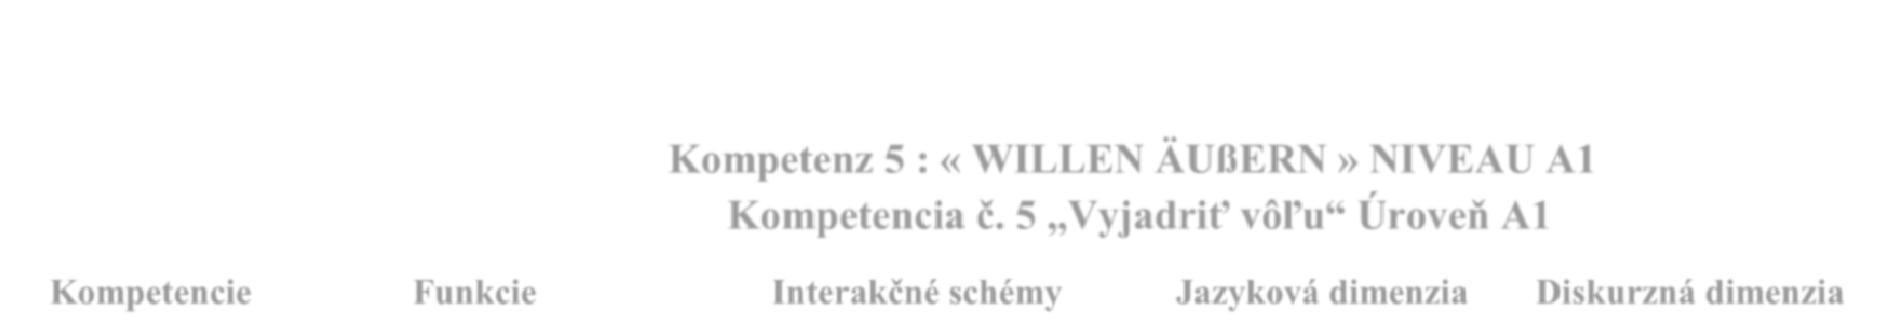 Kompetenz 5 : « WILLEN ÄUßERN » NIVEAU A1
Kompetencia č. 5 „Vyjadriť vôľu“ Úroveň A1
Kompetencie Funkcie Interakčné schémy Jazyková dimenzia Diskurzná dimenzia